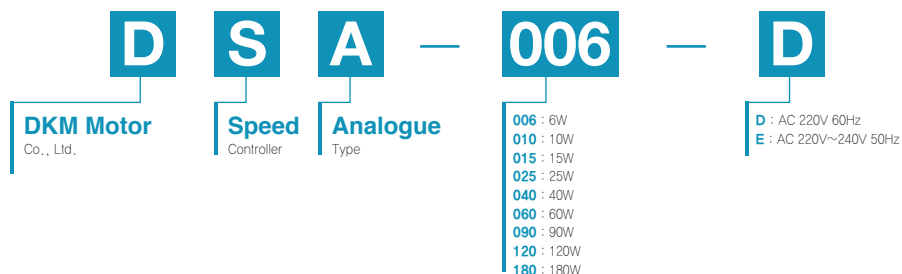 D S A — 006 — D
DKM Motor
Co., Ltd.
Speed
Controller
Analogue
Type
006 : 6W
010 : 10W
015 : 15W
025 : 25W
040 : 40W
060 : 60W
090 : 90W
120 : 120W
180 : 180W
D : AC 220V 60Hz
E : AC 220V~240V 50Hz